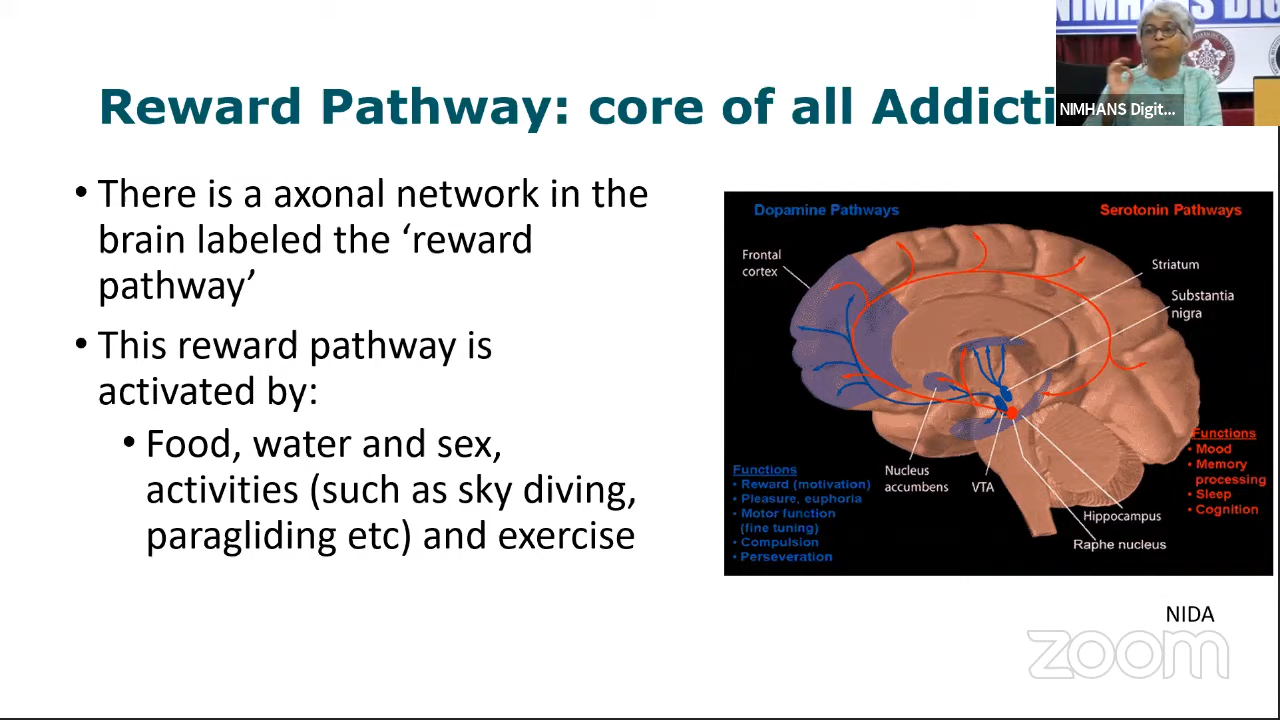 NIMHANS DIG
NIMHANS Digit...
Reward Pathway: core of all Addicti
• There is a axonal network in the
brain labeled the ‘reward
pathway’
• This reward pathway is
activated by:
• Food, water and sex,
activities (such as sky diving,
paragliding etc) and exercise
Dopamine Pathways
Serotonin Pathways
Frontal
cortex
Striatum
Substantia
nigra
Nucleus
accumbens
VTA
Hippocampus
Raphe nucleus
Functions
• Reward (motivation)
• Pleasure, euphoria
• Motor function
(fine tuning)
• Compulsion
• Perseveration
Functions
• Mood
• Memory
processing
• Sleep
• Cognition
NIDA
zoom